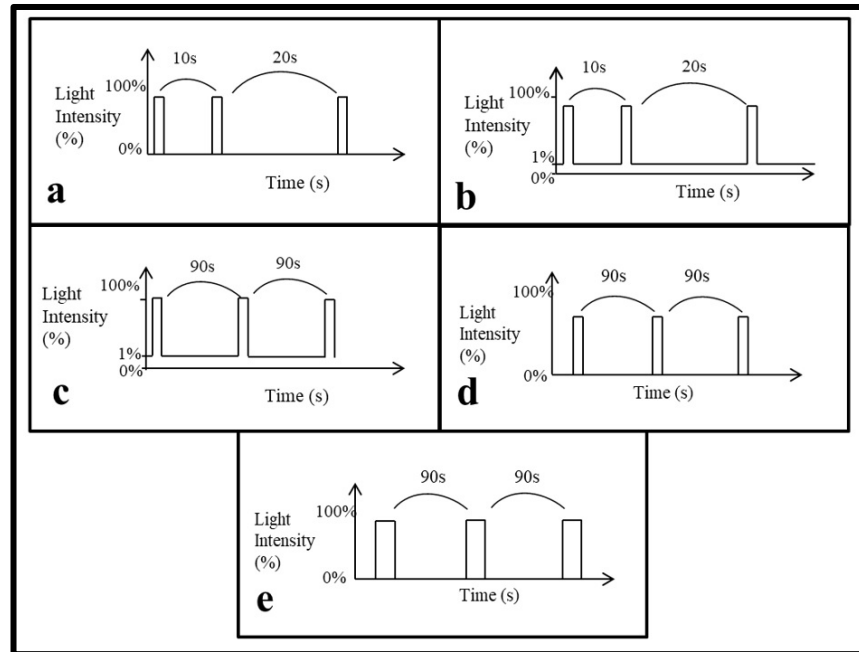 10s
20s
100%
Light
Intensity
(%)
0%
Time (s)
a
10s
20s
100%
Light
Intensity
(%)
1%
0%
Time (s)
b
90s
90s
100%
Light
Intensity
(%)
1%
0%
Time (s)
c
90s
90s
100%
Light
Intensity
(%)
0%
Time (s)
d
90s
90s
100%
Light
Intensity
(%)
0%
Time (s)
e